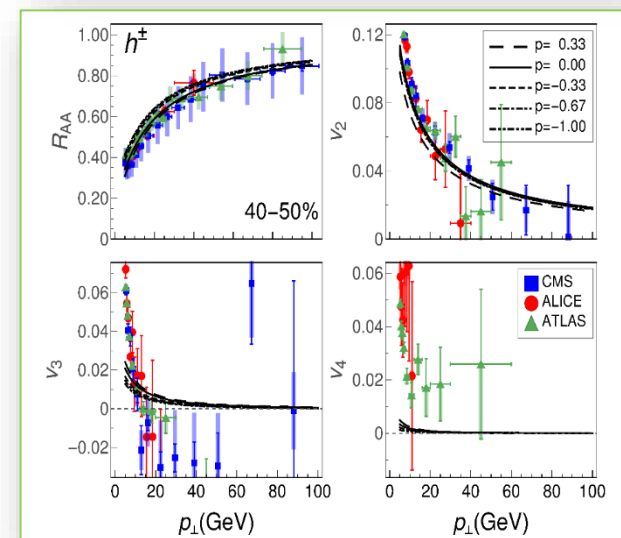 h±
R_AA
1.00
0.80
0.60
0.40
0.20
0.00
40−50%
v₂
0.12
0.08
0.04
0
p= 0.33
p= 0.00
p=−0.33
p=−0.67
p=−1.00
v₃
0.06
0.04
0.02
0
−0.02
0 20 40 60 80 100
p⊥(GeV)
v₄
0.06
0.04
0.02
0
CMS
ALICE
ATLAS
0 20 40 60 80 100
p⊥(GeV)